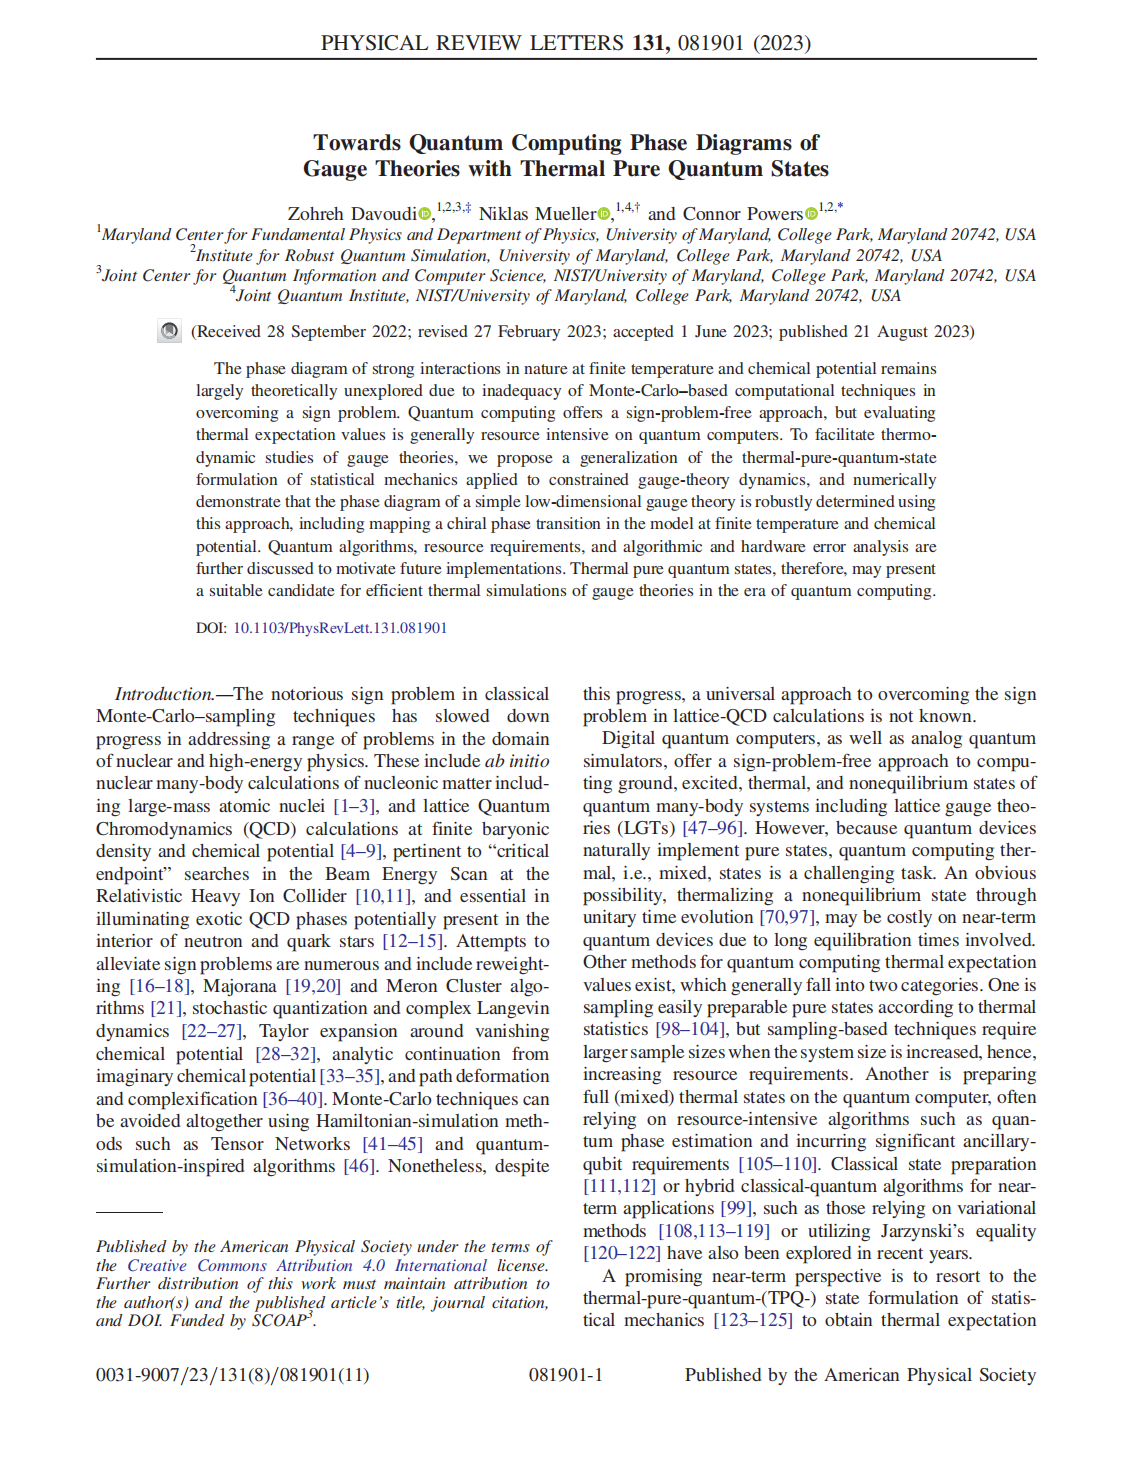 PHYSICAL REVIEW LETTERS 131, 081901 (2023)
Towards Quantum Computing Phase Diagrams of
Gauge Theories with Thermal Pure Quantum States
Zohreh Davoudi,1,2,3,‡ Niklas Mueller,1,4,† and Connor Powers1,2,*
1Maryland Center for Fundamental Physics and Department of Physics, University of Maryland, College Park, Maryland 20742, USA
2Institute for Robust Quantum Simulation, University of Maryland, College Park, Maryland 20742, USA
3Joint Center for Quantum Information and Computer Science, NIST/University of Maryland, College Park, Maryland 20742, USA
4Joint Quantum Institute, NIST/University of Maryland, College Park, Maryland 20742, USA
(Received 28 September 2022; revised 27 February 2023; accepted 1 June 2023; published 21 August 2023)
The phase diagram of strong interactions in nature at finite temperature and chemical potential remains
largely theoretically unexplored due to inadequacy of Monte-Carlo–based computational techniques in
overcoming a sign problem. Quantum computing offers a sign-problem-free approach, but evaluating
thermal expectation values is generally resource intensive on quantum computers. To facilitate thermo-
dynamic studies of gauge theories, we propose a generalization of the thermal-pure-quantum-state
formulation of statistical mechanics applied to constrained gauge-theory dynamics, and numerically
demonstrate that the phase diagram of a simple low-dimensional gauge theory is robustly determined using
this approach, including mapping a chiral phase transition in the model at finite temperature and chemical
potential. Quantum algorithms, resource requirements, and algorithmic and hardware error analysis are
further discussed to motivate future implementations. Thermal pure quantum states, therefore, may present
a suitable candidate for efficient thermal simulations of gauge theories in the era of quantum computing.
DOI: 10.1103/PhysRevLett.131.081901
Introduction.—The notorious sign problem in classical
Monte-Carlo–sampling techniques has slowed down
progress in addressing a range of problems in the domain
of nuclear and high-energy physics. These include ab initio
nuclear many-body calculations of nucleonic matter includ-
ing large-mass atomic nuclei [1–3], and lattice Quantum
Chromodynamics (QCD) calculations at finite baryonic
density and chemical potential [4–9], pertinent to “critical
endpoint” searches in the Beam Energy Scan at the
Relativistic Heavy Ion Collider [10,11], and essential in
illuminating exotic QCD phases potentially present in the
interior of neutron and quark stars [12–15]. Attempts to
alleviate sign problems are numerous and include reweight-
ing [16–18], Majorana [19,20] and Meron Cluster algo-
rithms [21], stochastic quantization and complex Langevin
dynamics [22–27], Taylor expansion around vanishing
chemical potential [28–32], analytic continuation from
imaginary chemical potential [33–35], and path deformation
and complexification [36–40]. Monte-Carlo techniques can
be avoided altogether using Hamiltonian-simulation meth-
ods such as Tensor Networks [41–45] and quantum-
simulation-inspired algorithms [46]. Nonetheless, despite
Published by the American Physical Society under the terms of
the Creative Commons Attribution 4.0 International license.
Further distribution of this work must maintain attribution to
the author(s) and the published article's title, journal citation,
and DOI. Funded by SCOAP3.
this progress, a universal approach to overcoming the sign
problem in lattice-QCD calculations is not known.
Digital quantum computers, as well as analog quantum
simulators, offer a sign-problem-free approach to compu-
ting ground, excited, thermal, and nonequilibrium states of
quantum many-body systems including lattice gauge theo-
ries (LGTs) [47–96]. However, because quantum devices
naturally implement pure states, quantum computing ther-
mal, i.e., mixed, states is a challenging task. An obvious
possibility, thermalizing a nonequilibrium state through
unitary time evolution [70,97], may be costly on near-term
quantum devices due to long equilibration times involved.
Other methods for quantum computing thermal expectation
values exist, which generally fall into two categories. One is
sampling easily preparable pure states according to thermal
statistics [98–104], but sampling-based techniques require
larger sample sizes when the system size is increased, hence,
increasing resource requirements. Another is preparing
full (mixed) thermal states on the quantum computer, often
relying on resource-intensive algorithms such as quan-
tum phase estimation and incurring significant ancillary-
qubit requirements [105–110]. Classical state preparation
[111,112] or hybrid classical-quantum algorithms for near-
term applications [99], such as those relying on variational
methods [108,113–119] or utilizing Jarzynski's equality
[120–122] have also been explored in recent years.
A promising near-term perspective is to resort to the
thermal-pure-quantum-(TPQ-) state formulation of statis-
tical mechanics [123–125] to obtain thermal expectation
0031-9007/23/131(8)/081901(11)
081901-1
Published by the American Physical Society